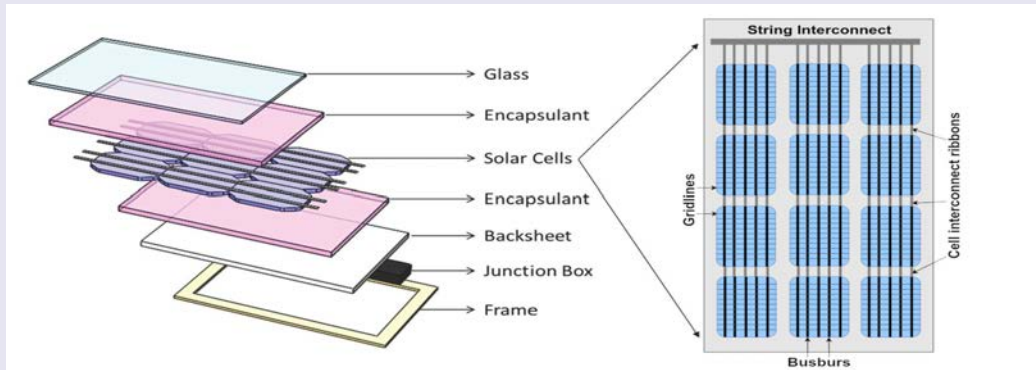 Glass
Encapsulant
Solar Cells
Encapsulant
Backsheet
Junction Box
Frame
String Interconnect
Gridlines
Cell interconnect ribbons
Busburs